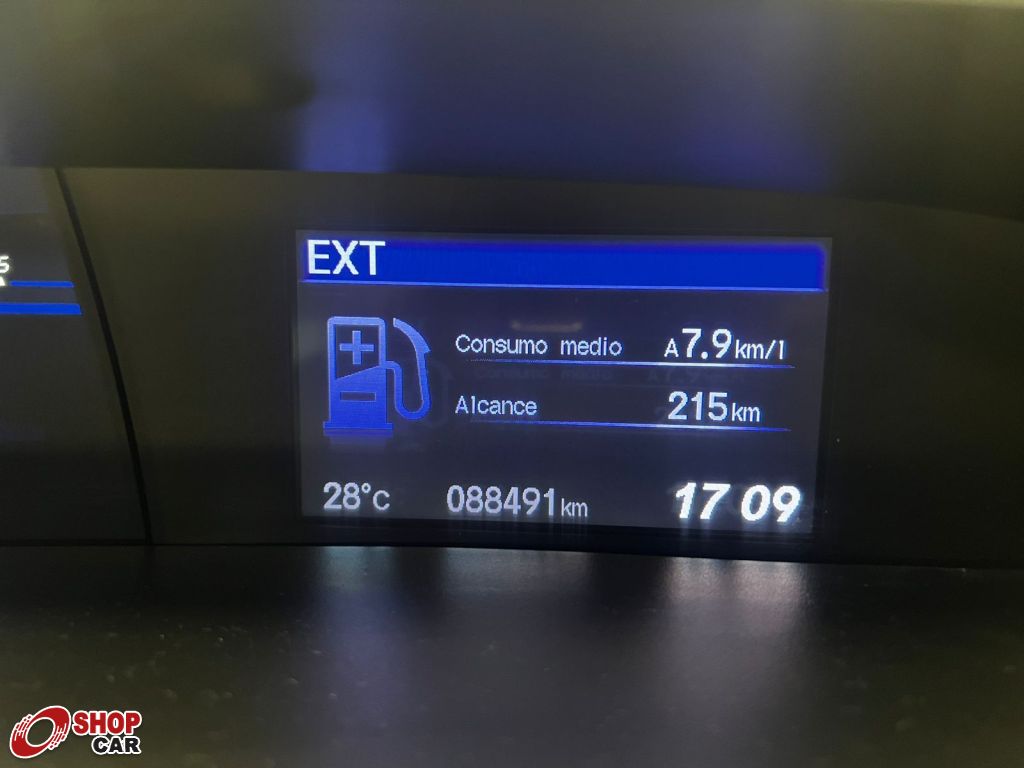 EXT
Consumo medio A7.9km/l
Alcance 215km
28°C 088491km 17 09
SHOP
CAR